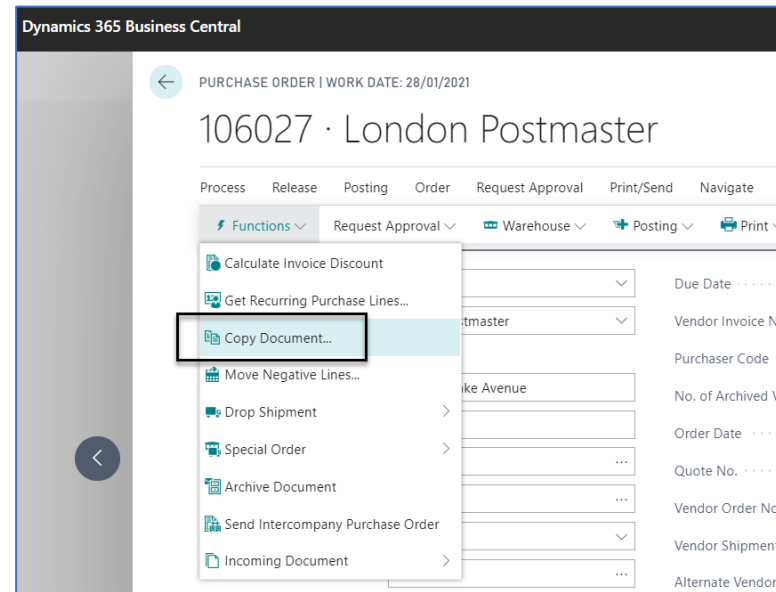 Dynamics 365 Business Central
PURCHASE ORDER | WORK DATE: 28/01/2021
106027 · London Postmaster
Process Release Posting Order Request Approval Print/Send Navigate
Functions Request Approval Warehouse Posting Print
Calculate Invoice Discount
Due Date
Get Recurring Purchase Lines...
tmaster Vendor Invoice N
Copy Document...
Purchaser Code
Move Negative Lines...
ke Avenue No. of Archived V
Drop Shipment
Order Date
Special Order
Quote No.
Archive Document
Vendor Order No
Send Intercompany Purchase Order
Vendor Shipment
Incoming Document
Alternate Vendor